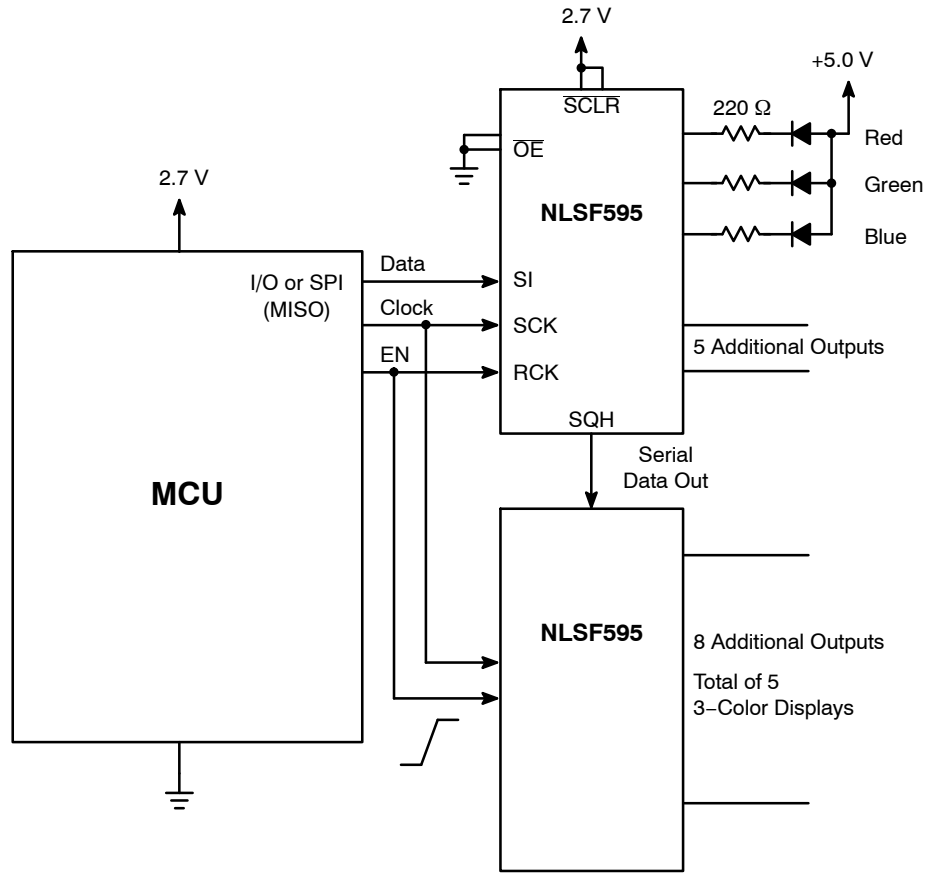 2.7 V
+5.0 V
SCLR
220 Ω
Red
OE
2.7 V
Green
NLSF595
Blue
I/O or SPI
(MISO)
Data
SI
Clock
SCK
5 Additional Outputs
EN
RCK
SQH
Serial
Data Out
MCU
NLSF595
8 Additional Outputs
Total of 5
3−Color Displays